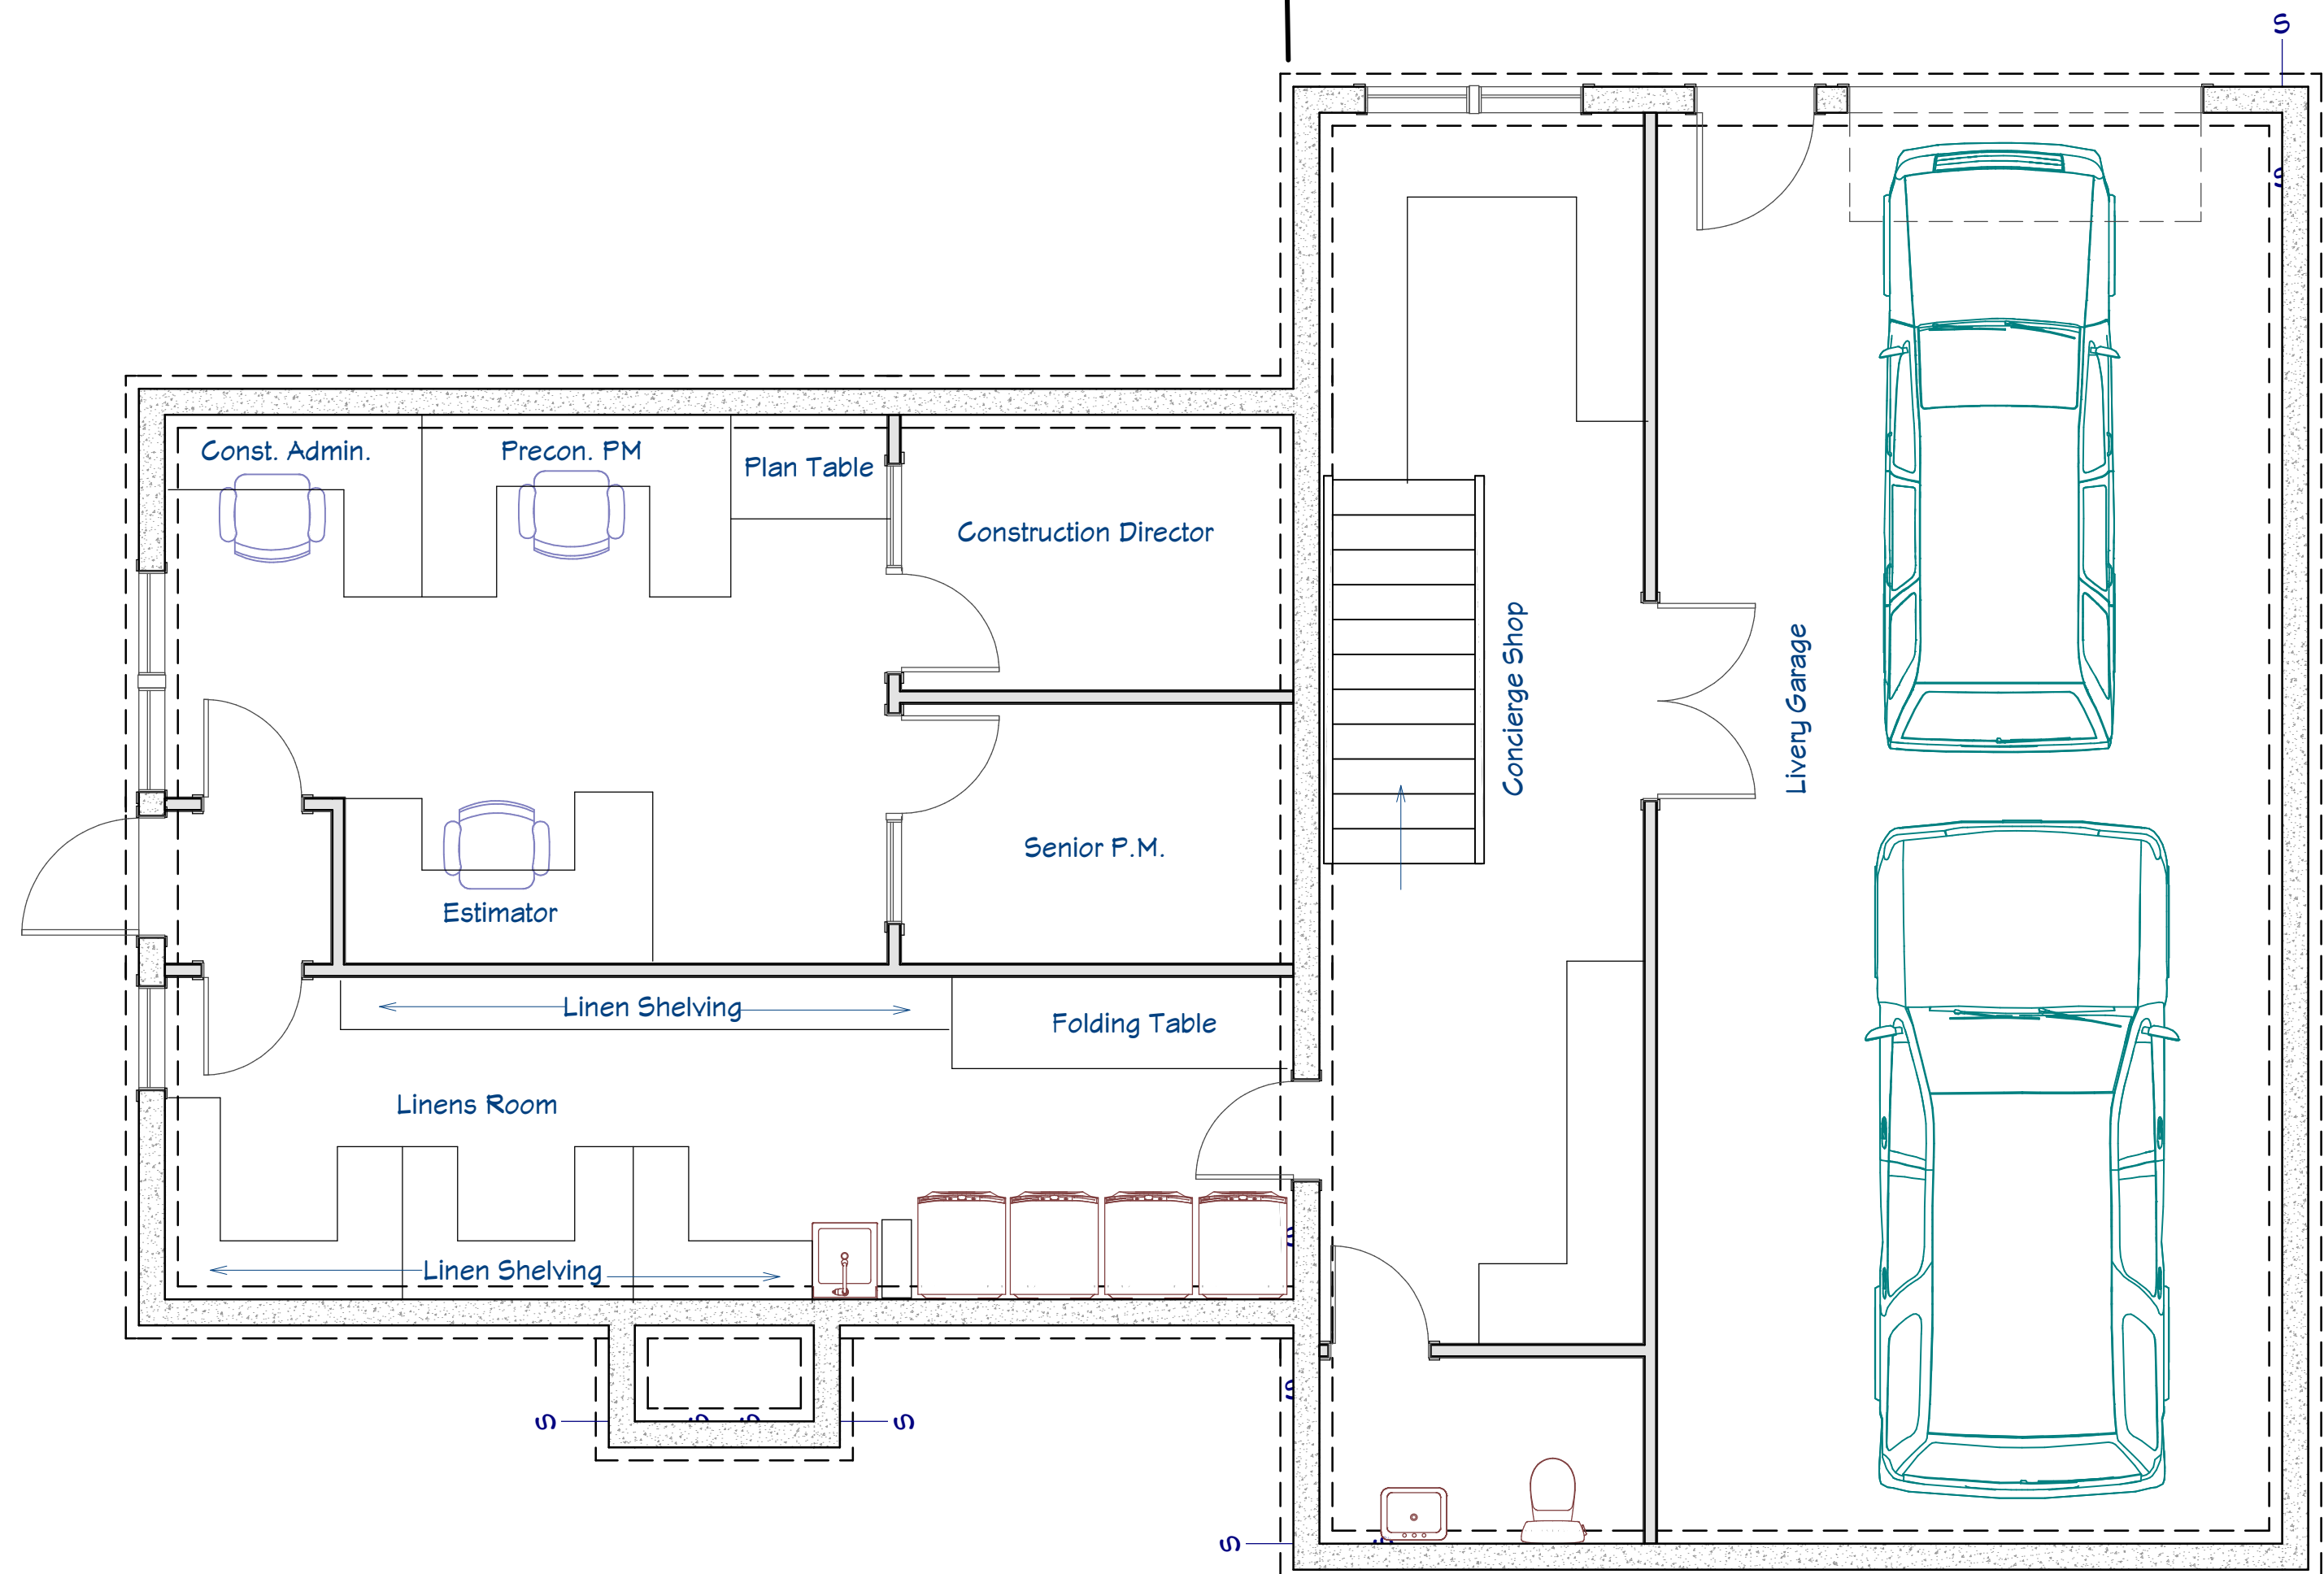 S
S
Const. Admin.
Precon. PM
Plan Table
Construction Director
Concierge Shop
Livery Garage
Senior P.M.
Estimator
Linen Shelving
Folding Table
Linens Room
S
Linen Shelving
S
S
S
S